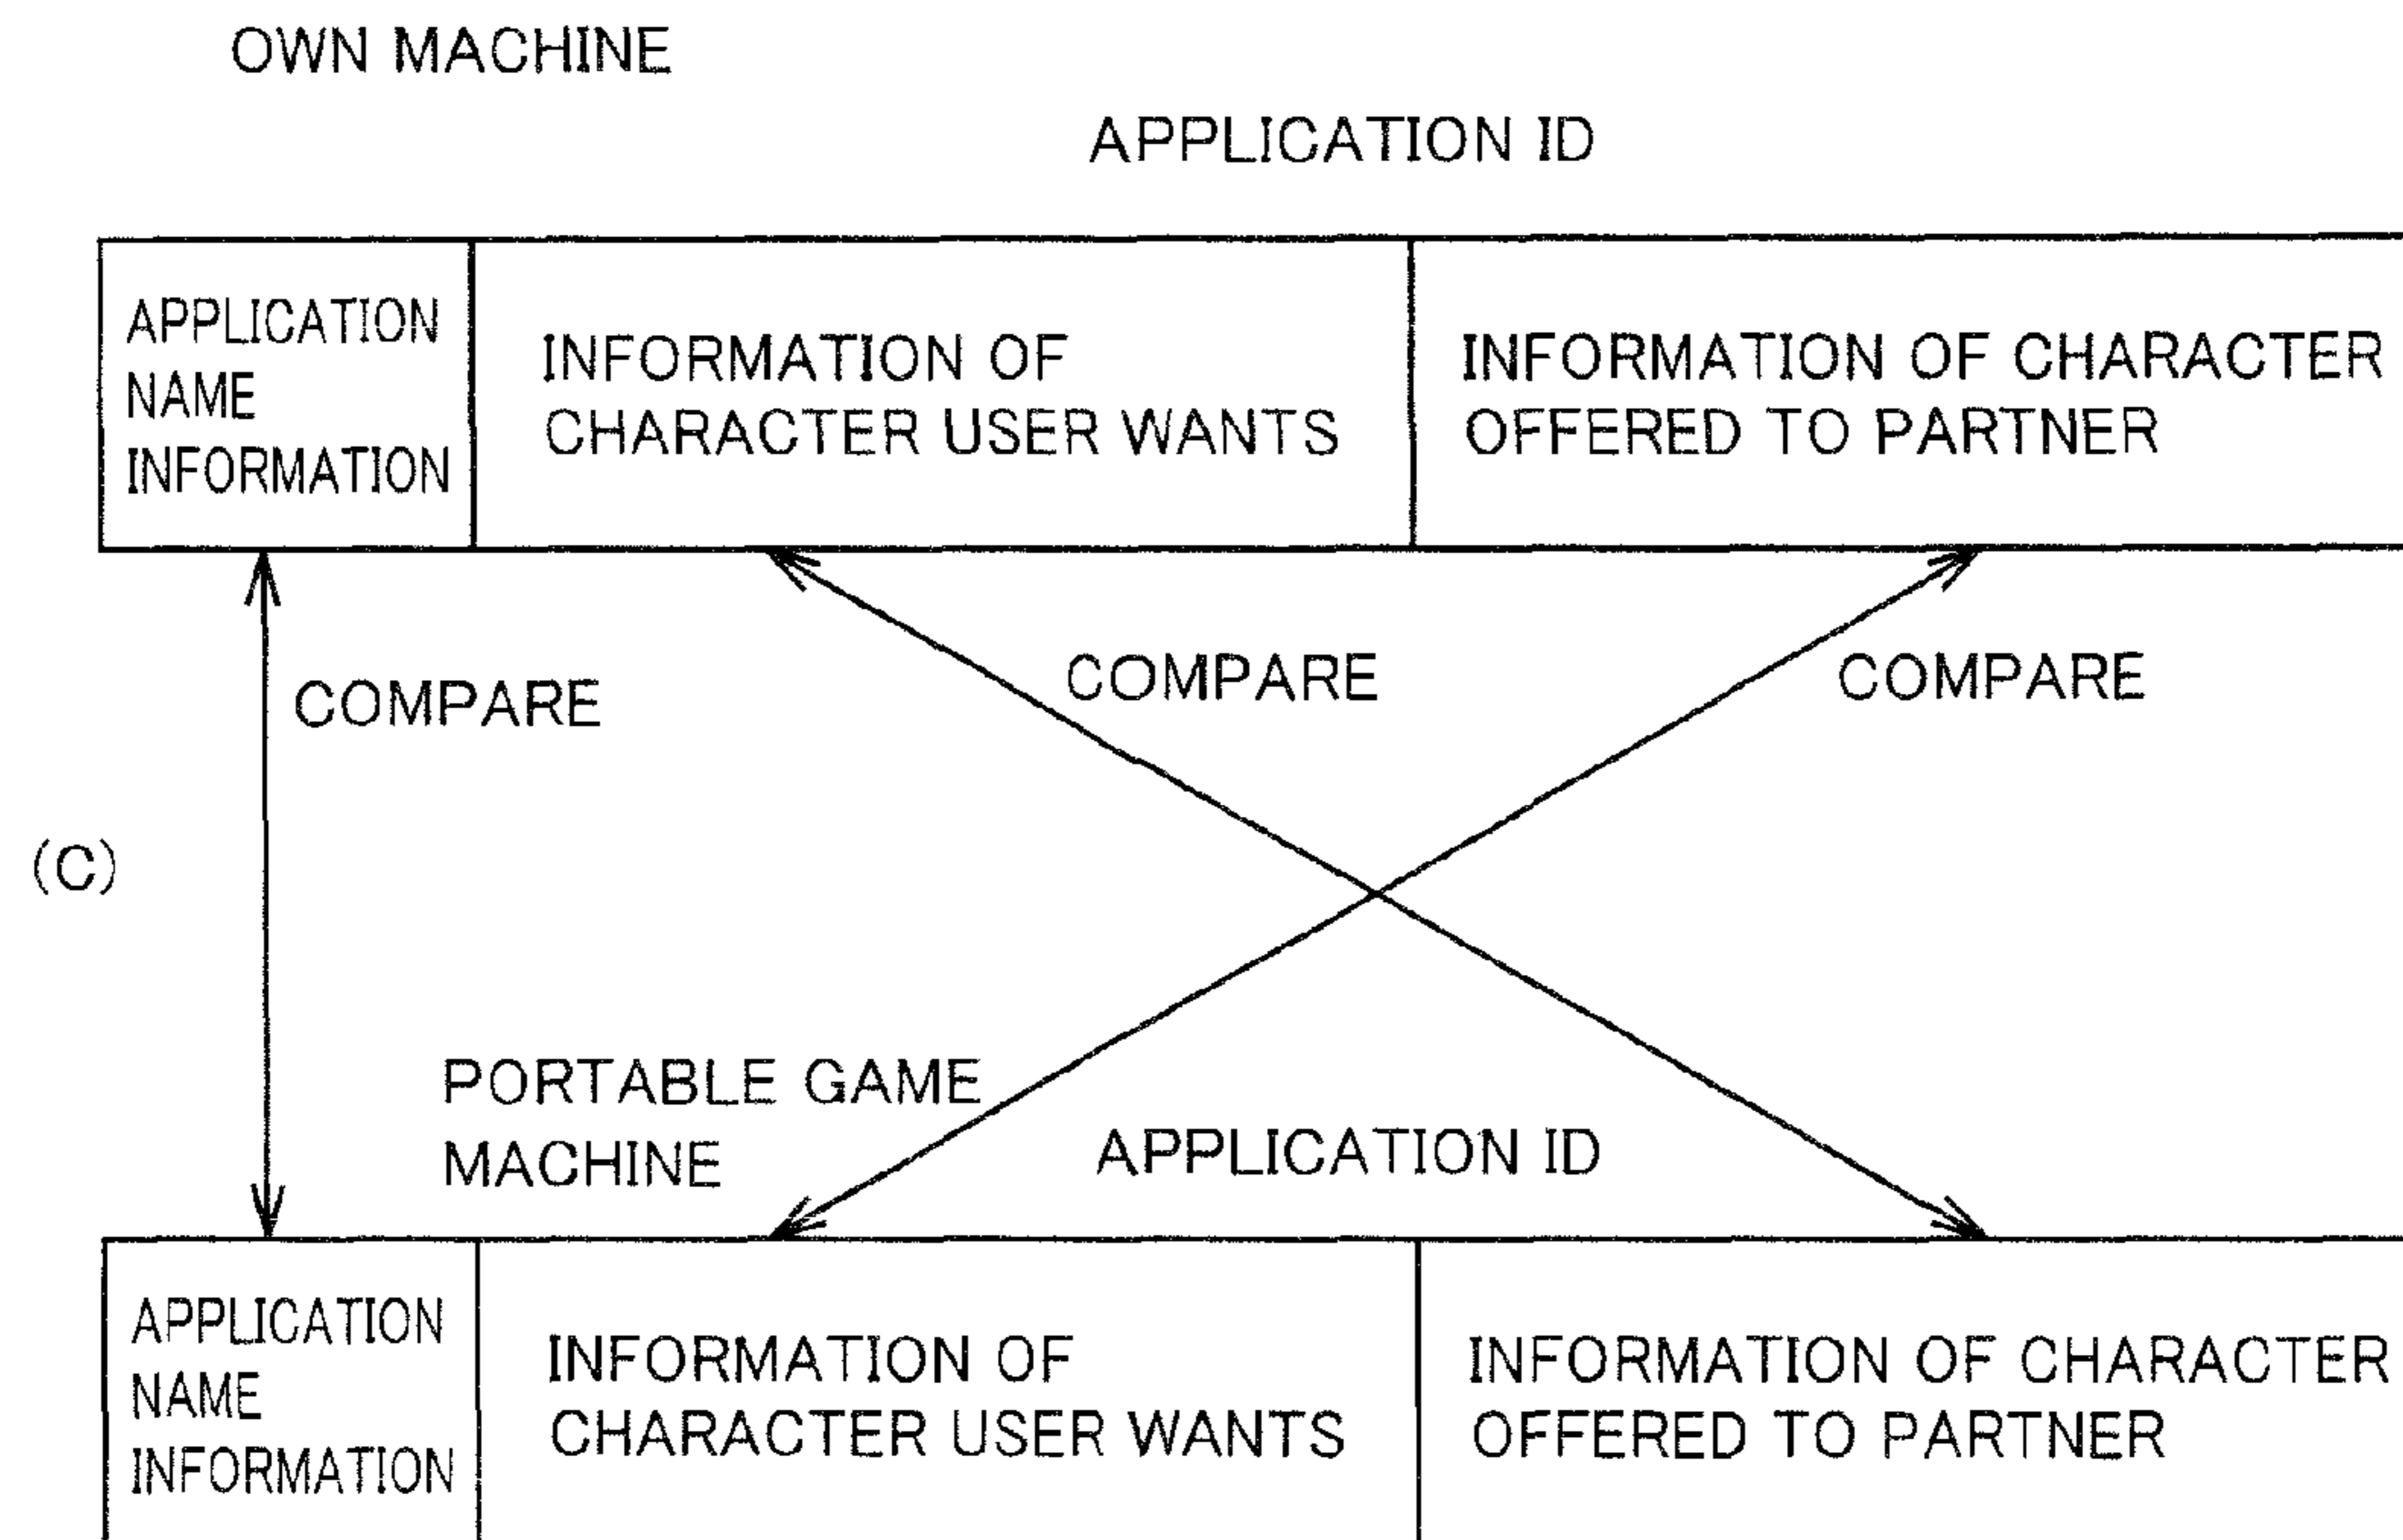 OWN MACHINE
APPLICATION ID
APPLICATION
NAME
INFORMATION
INFORMATION OF
CHARACTER USER WANTS
INFORMATION OF CHARACTER
OFFERED TO PARTNER
COMPARE
COMPARE
COMPARE
(C)
PORTABLE GAME
MACHINE
APPLICATION ID
APPLICATION
NAME
INFORMATION
INFORMATION OF
CHARACTER USER WANTS
INFORMATION OF CHARACTER
OFFERED TO PARTNER